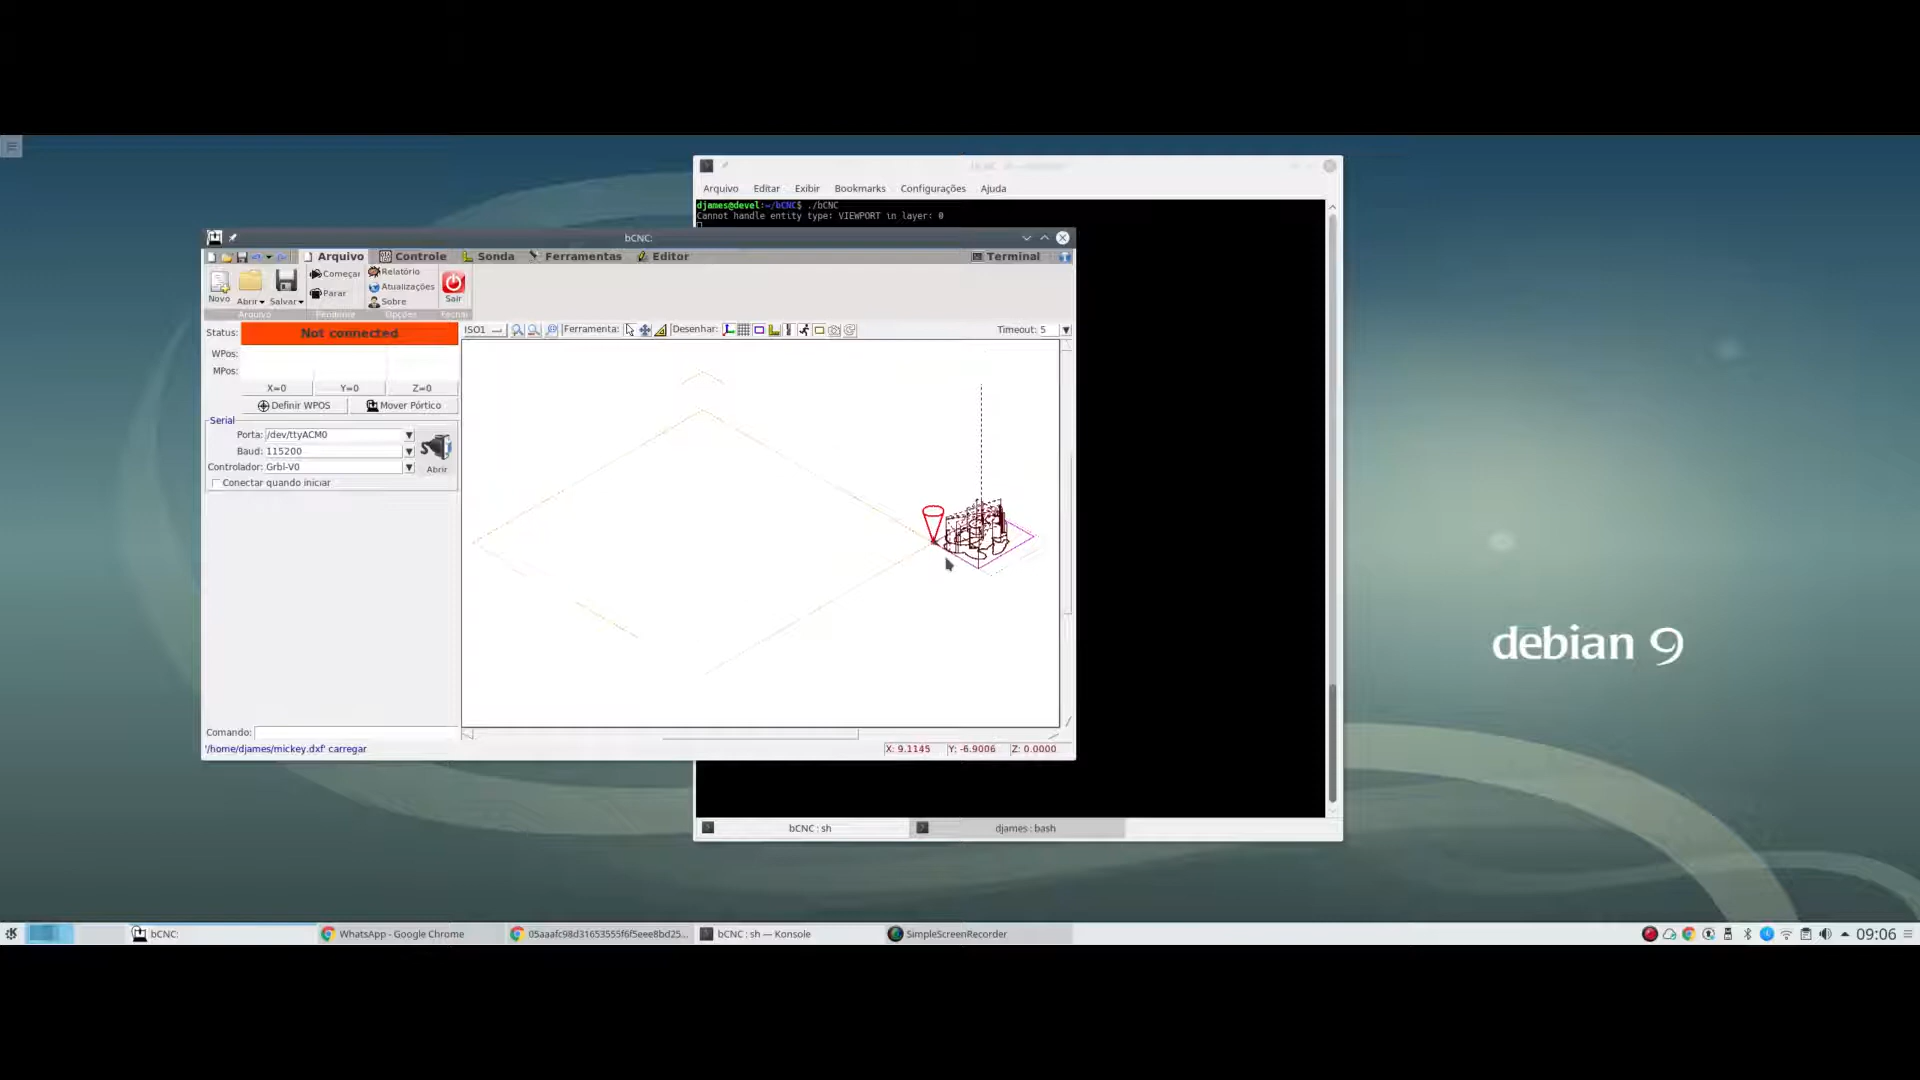 Arquivo Editar Exibir Bookmarks Configurações Ajuda
djames@devel:~/bCNC$ ./bCNC
Cannot handle entity type: VIEWPORT in layer: 0
bCNC:
Arquivo Controle Sonda Ferramentas Editor Terminal
Novo Abrir Salvar Começar Parar Relatório Atualizações Sobre Sair
Arquivo Opções
Status: Not connected
ISO1 Ferramenta: Desenhar: Timeout: 5
WPos:
MPos:
X=0 Y=0 Z=0
Definir WPOS Mover Pórtico
Serial
Porta: /dev/ttyACM0
Baud: 115200
Controlador: Grbl-V0
Abrir
Conectar quando iniciar
debian 9
Comando:
'/home/djames/mickey.dxf' carregar
X: 9.1145 Y: -6.9006 Z: 0.0000
bCNC : sh djames : bash
bCNC: WhatsApp - Google Chrome 05aaafc98d31653555f6f5eee8bd25... bCNC : sh — Konsole SimpleScreenRecorder 09:06